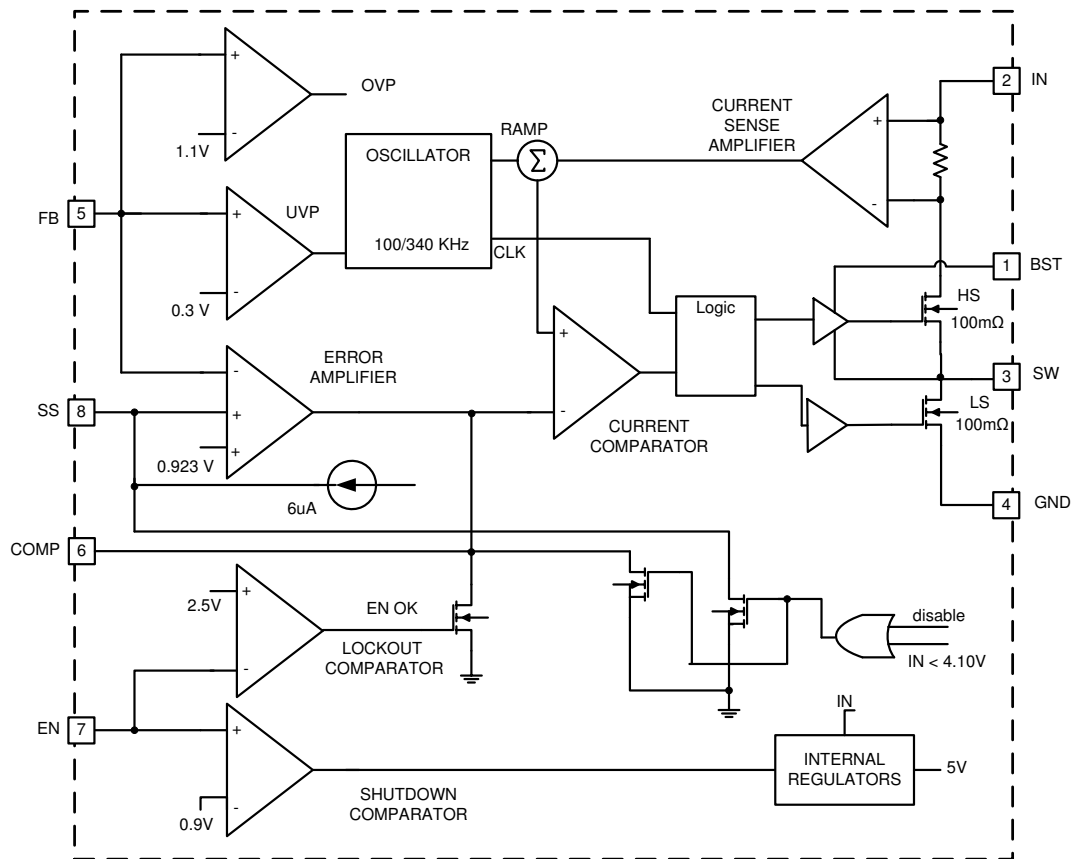 OVP
+
-
1.1V
2
IN
CURRENT
SENSE
AMPLIFIER
+
-
RAMP
Σ
OSCILLATOR
100/340 KHz
CLK
FB
5
UVP
+
-
0.3 V
1
BST
HS
100mΩ
Logic
ERROR
AMPLIFIER
-
+
+
0.923 V
SS
8
+
-
CURRENT
COMPARATOR
3
SW
LS
100mΩ
6uA
4
GND
COMP
6
2.5V
+
-
EN OK
LOCKOUT
COMPARATOR
disable
IN < 4.10V
EN
7
+
-
0.9V
SHUTDOWN
COMPARATOR
IN
INTERNAL
REGULATORS
5V